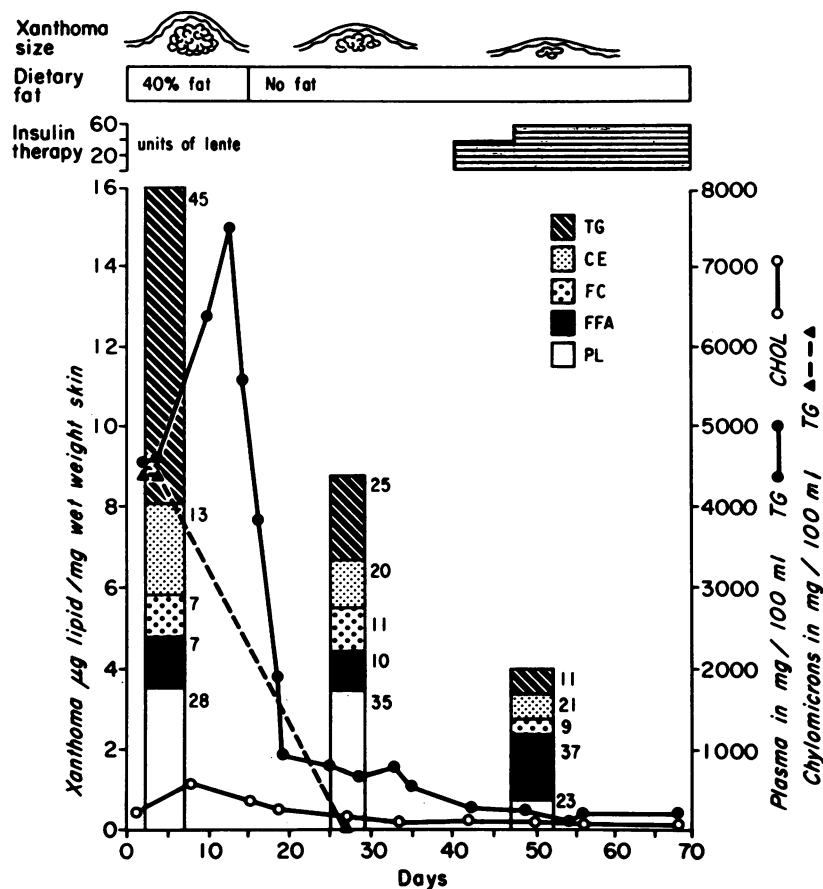 Xanthoma
size
Dietary
fat
40% fat
No fat
Insulin
therapy
60
20
units of lente
16
14
12
10
8
6
4
2
0
Xanthoma μg lipid/mg wet weight skin
45
13
7
7
28
25
20
11
10
35
11
21
9
37
23
TG
CE
FC
FFA
PL
8000
7000
6000
5000
4000
3000
2000
1000
Plasma in mg/100 ml TG CHOL
Chylomicrons in mg/100 ml TG
0
10
20
30
40
50
60
70
Days